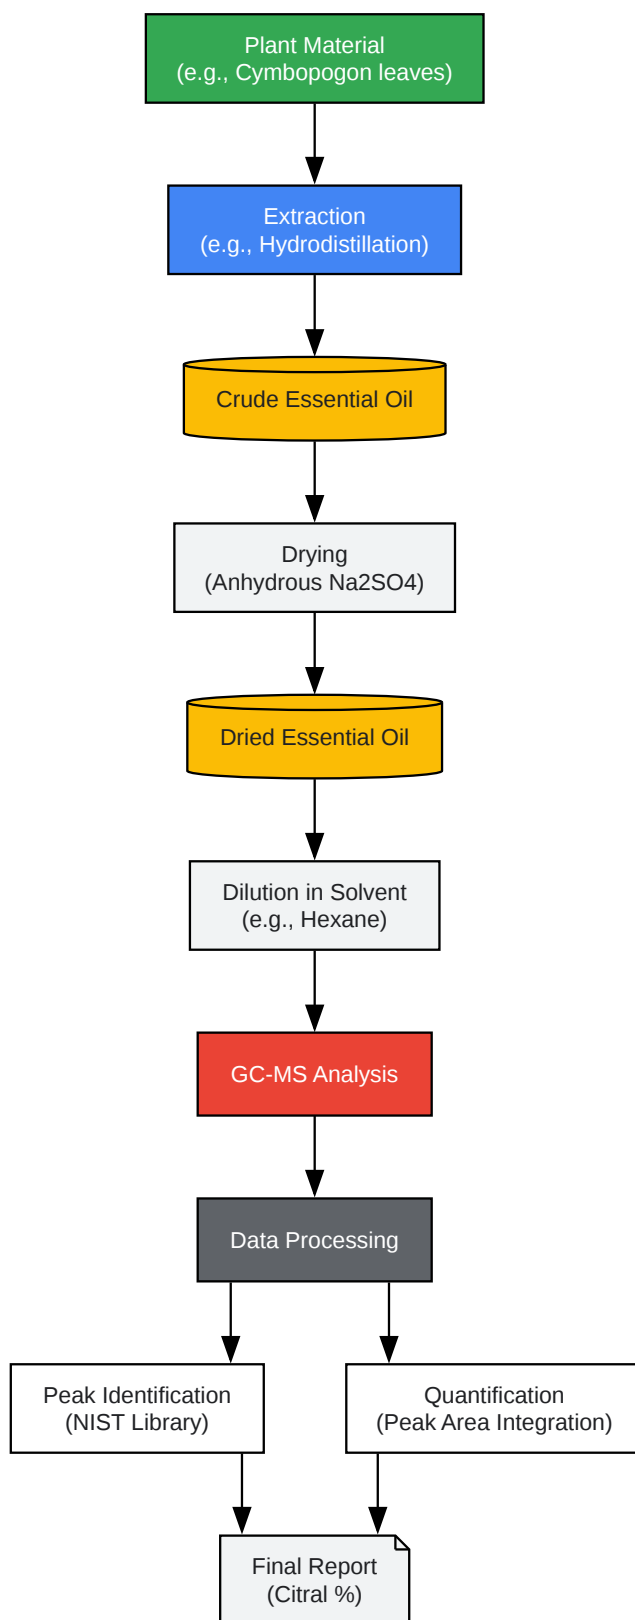 Plant Material
(e.g., Cymbopogon leaves)
Extraction
(e.g., Hydrodistillation)
Crude Essential Oil
Drying
(Anhydrous Na2SO4)
Dried Essential Oil
Dilution in Solvent
(e.g., Hexane)
GC-MS Analysis
Data Processing
Peak Identification
(NIST Library)
Quantification
(Peak Area Integration)
Final Report
(Citral %)